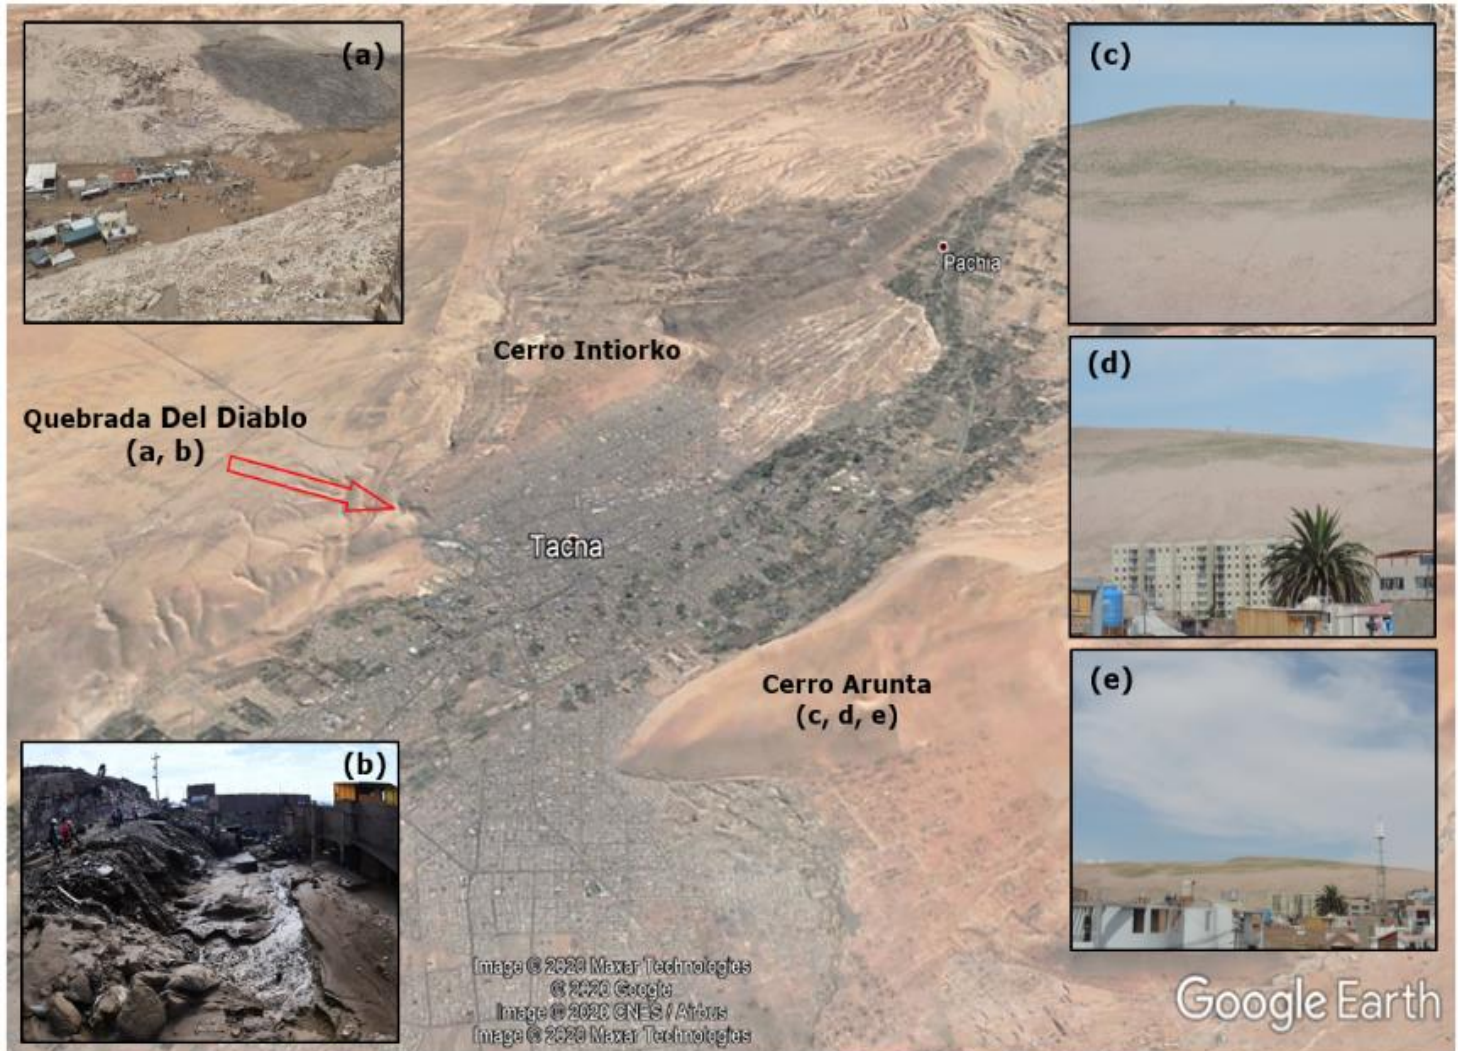 (a)
(c)
Pachia
Cerro Intiorko
(d)
Quebrada Del Diablo
(a, b)
Tacna
(e)
Cerro Arunta
(c, d, e)
(b)
Image © 2020 Maxar Technologies
© 2020 Google
Image © 2020 CNES / Airbus
Image © 2020 Maxar Technologies
Google Earth